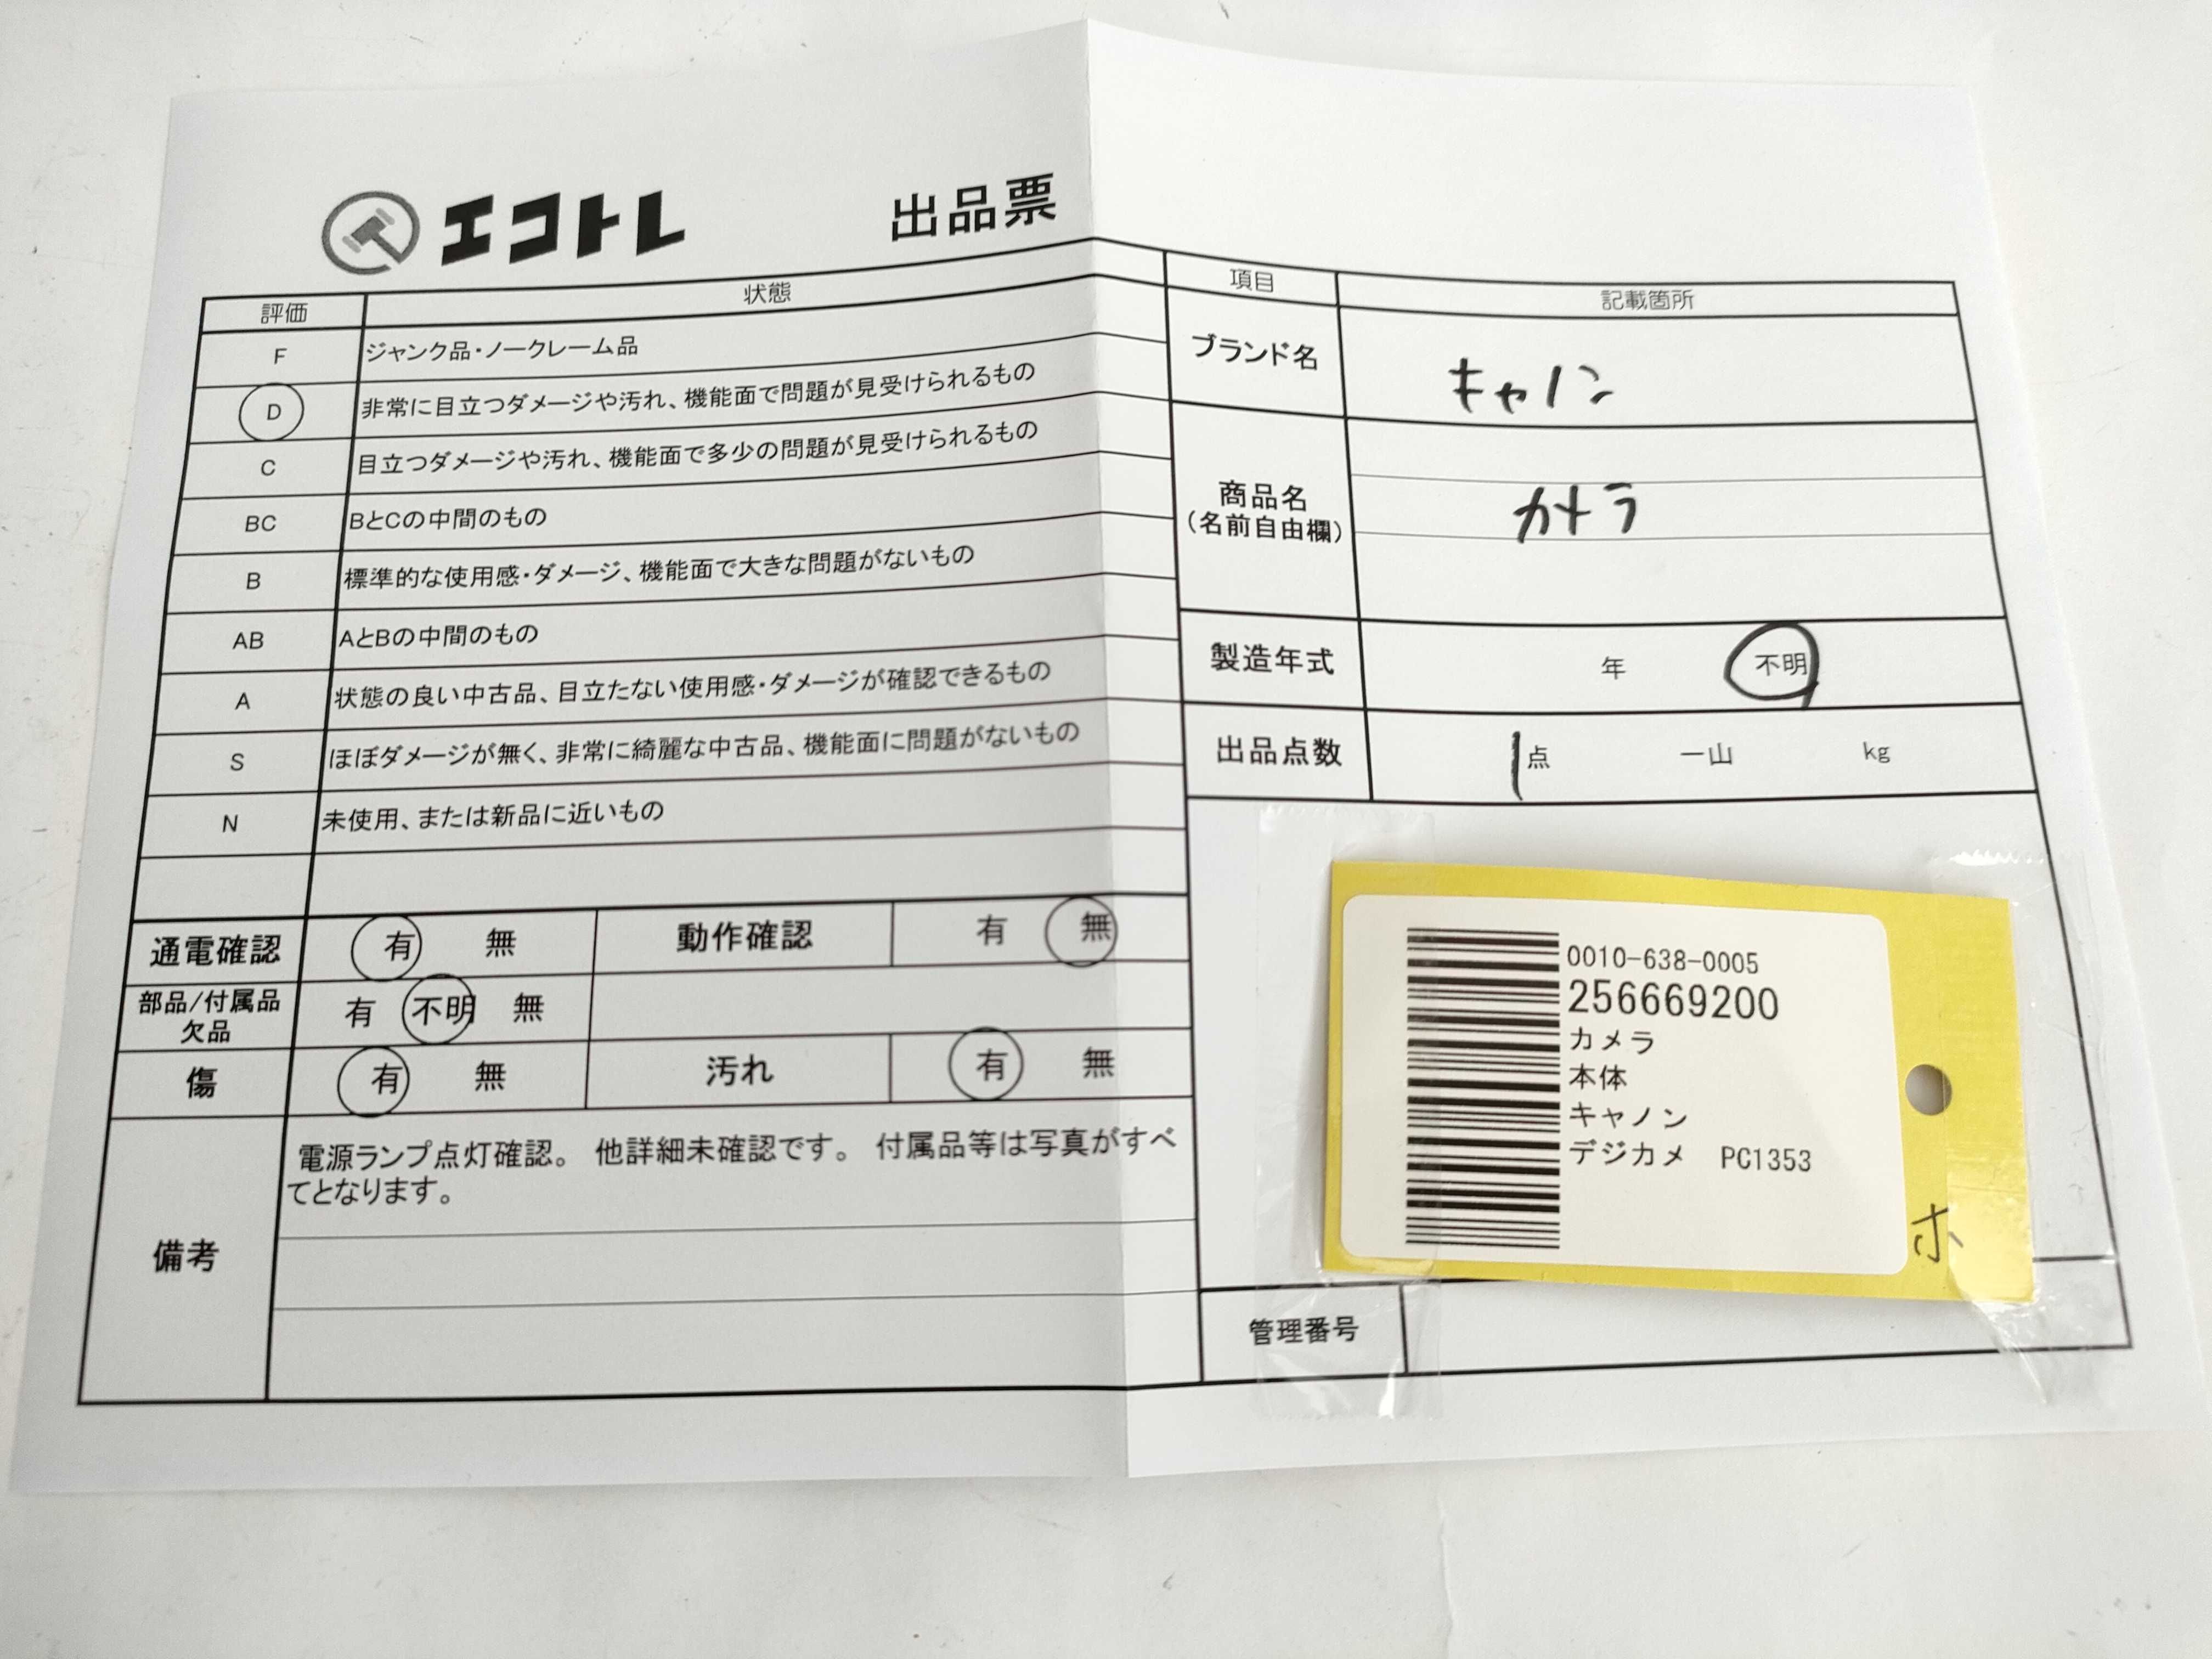 エコトレ 出品票
評価 状態
F ジャンク品・ノークレーム品
D 非常に目立つダメージや汚れ、機能面で問題が見受けられるもの
C 目立つダメージや汚れ、機能面で多少の問題が見受けられるもの
BC BとCの中間のもの
B 標準的な使用感・ダメージ、機能面で大きな問題がないもの
AB AとBの中間のもの
A 状態の良い中古品、目立たない使用感・ダメージが確認できるもの
S ほぼダメージが無く、非常に綺麗な中古品、機能面に問題がないもの
N 未使用、または新品に近いもの
通電確認 有 無 動作確認 有 無
部品/付属品
欠品
有 不明 無
傷 有 無 汚れ 有 無
備考
電源ランプ点灯確認。 他詳細未確認です。 付属品等は写真がすべ
てとなります。
項目 記載箇所
ブランド名 キャノン
商品名
(名前自由欄)
カメラ
製造年式 年 不明
出品点数 1点 一山 kg
0010-638-0005
256669200
カメラ
本体
キャノン
デジカメ PC1353
ホ
管理番号